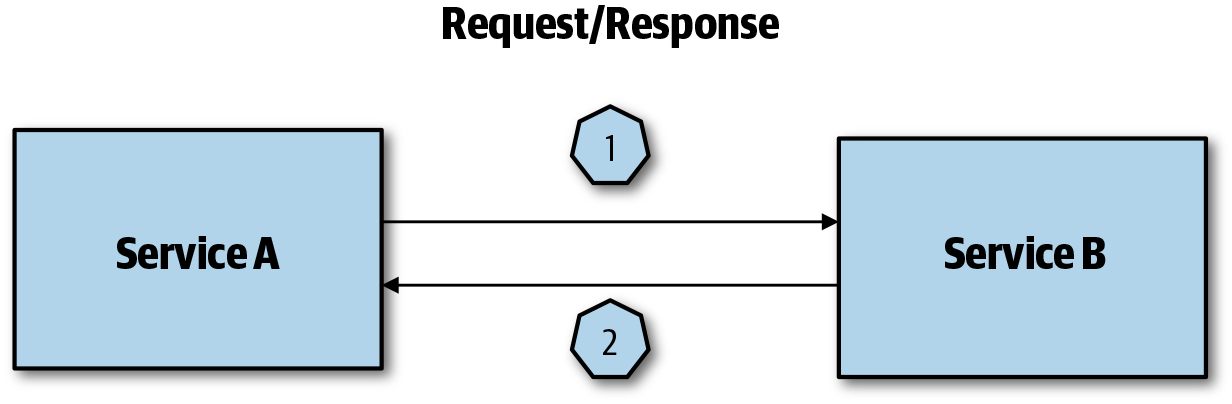 Request/Response
1
Service A
Service B
2